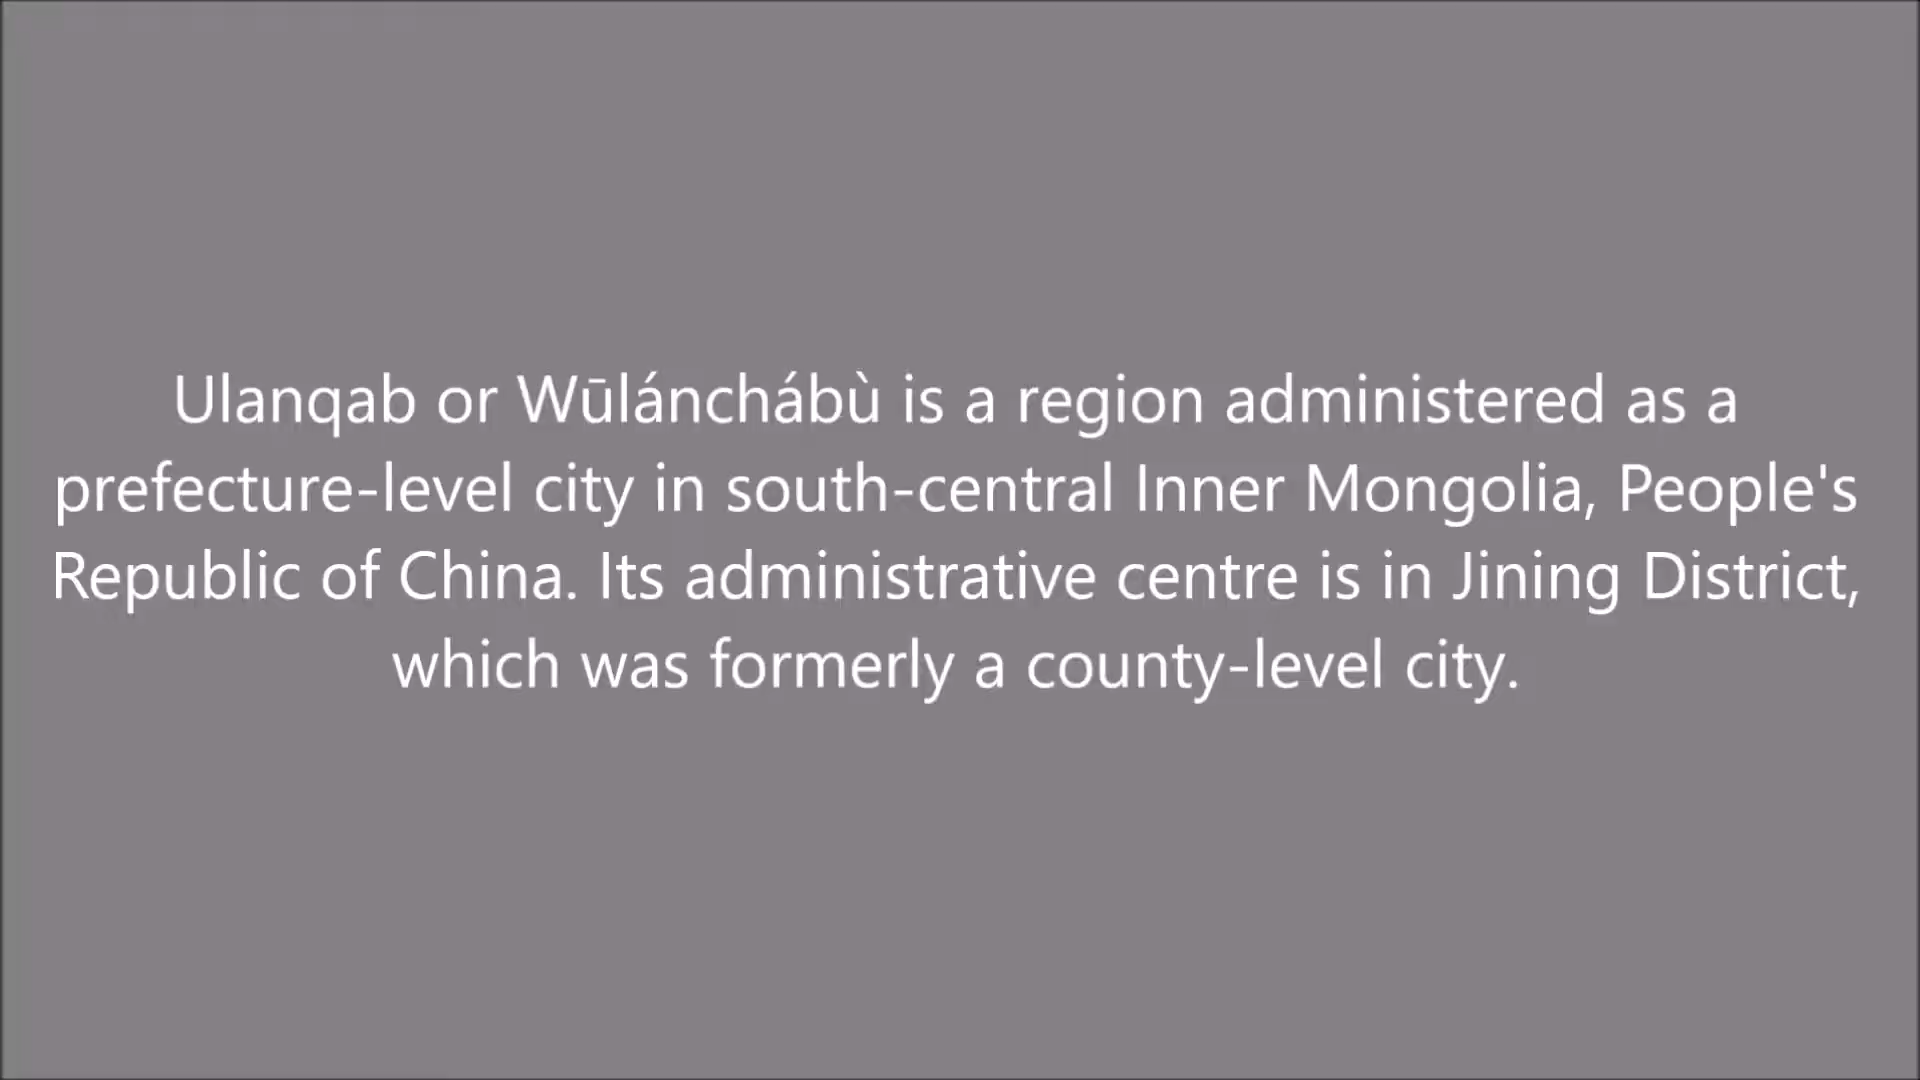 Ulanqab or Wūlánchábù is a region administered as a
prefecture-level city in south-central Inner Mongolia, People's
Republic of China. Its administrative centre is in Jining District,
which was formerly a county-level city.